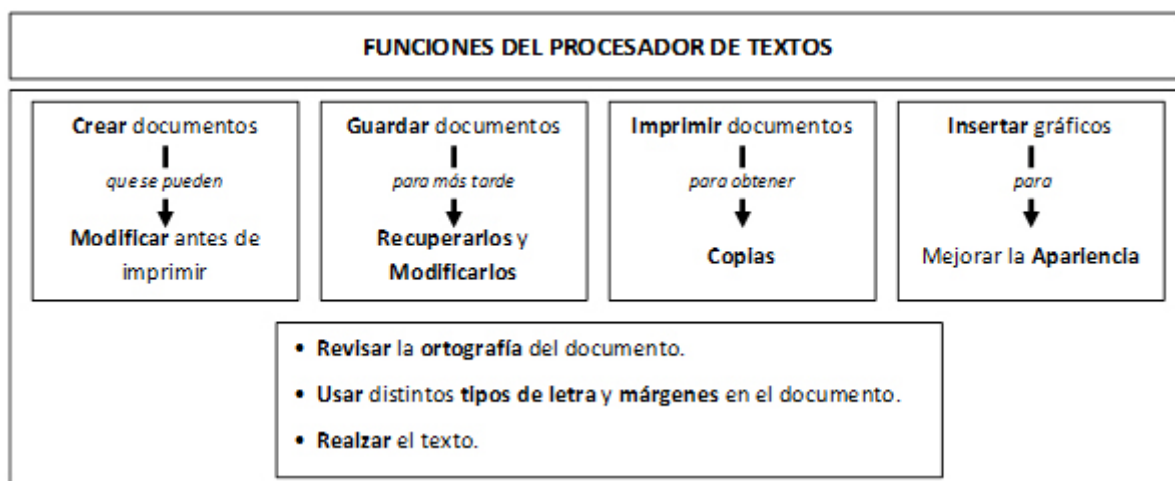 FUNCIONES DEL PROCESADOR DE TEXTOS
Crear documentos
que se pueden
Modificar antes de
imprimir
Guardar documentos
para más tarde
Recuperarlos y
Modificarlos
Imprimir documentos
para obtener
Copias
Insertar gráficos
para
Mejorar la Apariencia
• Revisar la ortografía del documento.
• Usar distintos tipos de letra y márgenes en el documento.
• Realzar el texto.